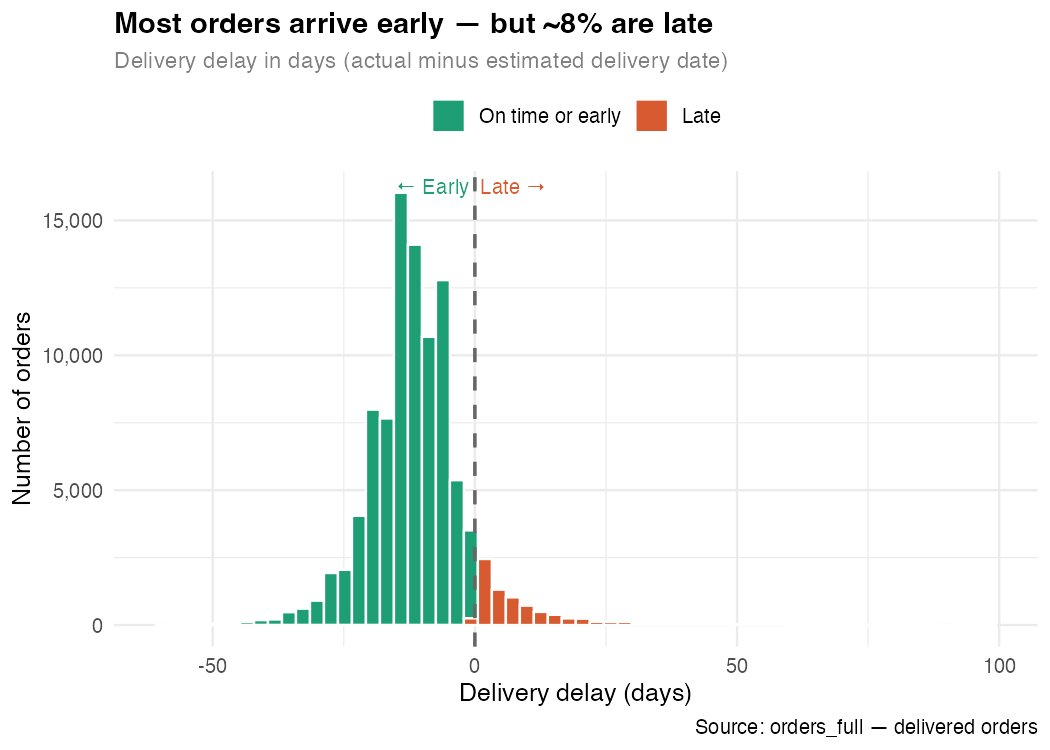 Most orders arrive early — but ~8% are late
Delivery delay in days (actual minus estimated delivery date)
On time or early
Late
← Early
Late →
15,000
10,000
5,000
0
Number of orders
-50
0
50
100
Delivery delay (days)
Source: orders_full — delivered orders